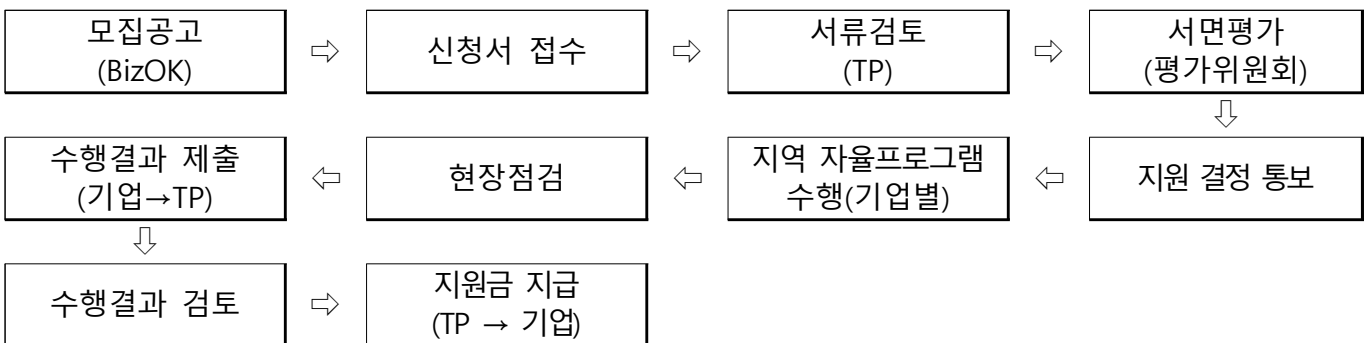 모집공고
(BizOK)
⇨
신청서 접수
⇨
서류검토
(TP)
⇨
서면평가
(평가위원회)
⇩
지원 결정 통보
⇦
지역 자율프로그램
수행(기업별)
⇦
현장점검
⇦
수행결과 제출
(기업→TP)
⇩
수행결과 검토
⇨
지원금 지급
(TP → 기업)